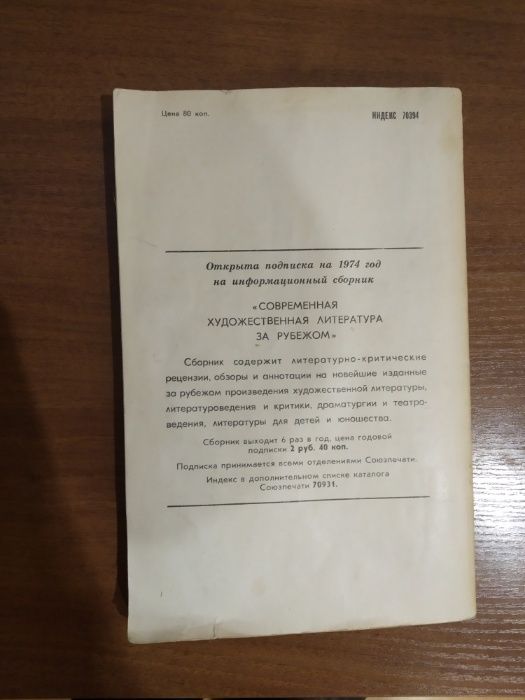 Цена 80 коп.
ИНДЕКС 70394
Открыта подписка на 1974 год
на информационный сборник
«СОВРЕМЕННАЯ
ХУДОЖЕСТВЕННАЯ ЛИТЕРАТУРА
ЗА РУБЕЖОМ»
Сборник содержит литературно-критические
рецензии, обзоры и аннотации на новейшие изданные
за рубежом произведения художественной литературы,
литературоведения и критики, драматургии и театро-
ведения, литературы для детей и юношества.
Сборник выходит 6 раз в год, цена годовой
подписки 2 руб. 40 коп.
Подписка принимается всеми отделениями Союзпечати.
Индекс в дополнительном списке каталога
Союзпечати 70931.